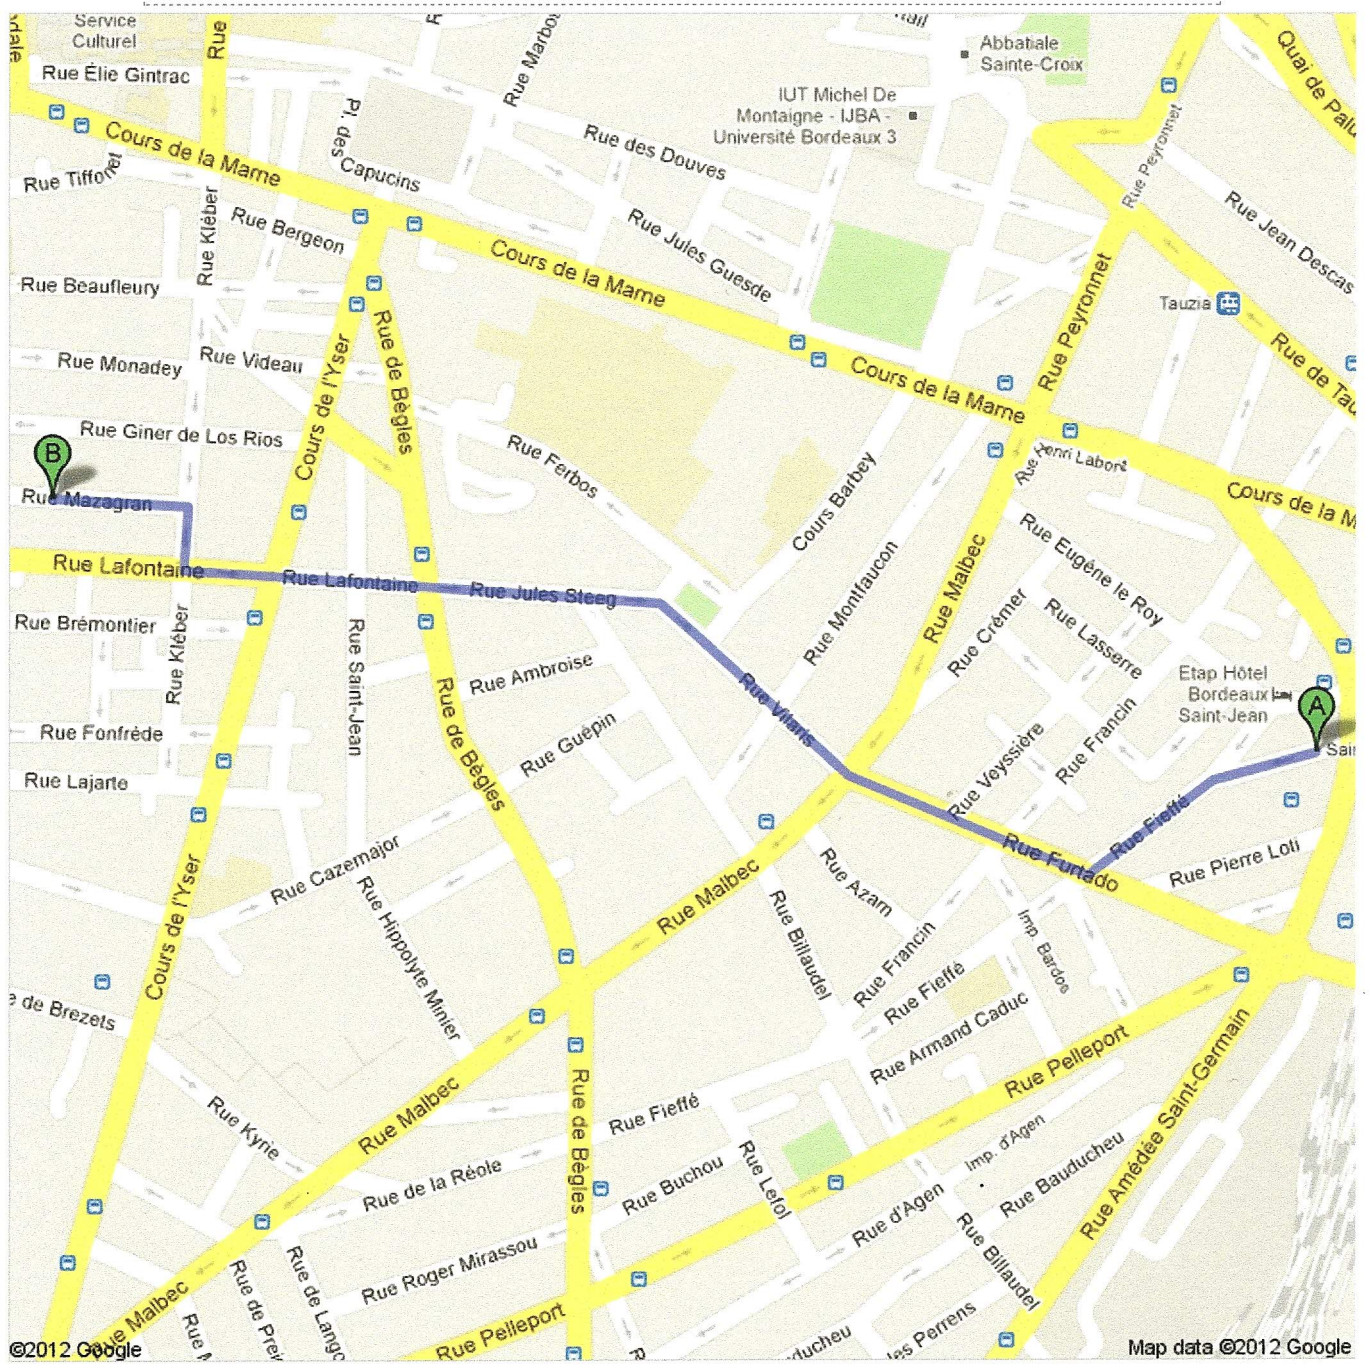 Service
Culturel
Rue
Rue Élie Gintrac
Rue Marbo
Pl. des
Capucins
Cours de la Marne
Rue Tiffonet
Rue Kléber
Rue Bergeon
Rue des Douves
Rue Jules Guesde
IUT Michel De
Montaigne - IJBA -
Université Bordeaux 3
Abbatiale
Sainte-Croix
Quai de Palu
Rue Peyronnet
Rue Jean Descas
Tauzia
Rue de Tau
Cours de la Marne
Rue Beaufleury
Rue Monadey
Rue Videau
Cours de l'Yser
Rue de Bègles
Rue Peyronnet
Cours de la Marne
Rue Giner de Los Rios
B
Rue Mazagran
Rue Ferbos
Cours Barbey
Rue Montfaucon
Rue Malbec
Rue Henri Laborit
Cours de la M
Rue Lafontaine
Rue Lafontaine
Rue Jules Steeg
Rue Eugénie le Roy
Rue Lasserre
Rue Crémer
Rue Brémontier
Rue Kléber
Rue Saint-Jean
Rue Ambroise
Rue Vilaris
Etap Hôtel
Bordeaux
Saint-Jean
A
Sain
Rue Fonfrède
Rue Lajarte
Rue de Bègles
Rue Guépin
Rue Veyssière
Rue Francin
Rue Fieffé
Rue Furtado
Rue Pierre Loti
Cours de l'Yser
Rue Cazemajor
Rue Hippolyte Minier
Rue Malbec
Rue Azam
Rue Billaudel
Rue Francin
Rue Fieffé
Imp. Bardos
Rue Armand Caduc
e de Brezets
Rue Pelleport
Rue Amédée Saint-Germain
Rue Kyrie
Rue Malbec
Rue de Bègles
Rue Fieffé
Rue de la Réole
Rue Buchou
Rue Lefol
Imp. d'Agen
Rue Bauducheu
Rue d'Agen
Rue Billaudel
Rue Roger Mirassou
Rue de Lango
Rue de Prei
Rue Malbec
Rue Pelleport
ducheu
les Perrens
©2012 Google
Map data ©2012 Google